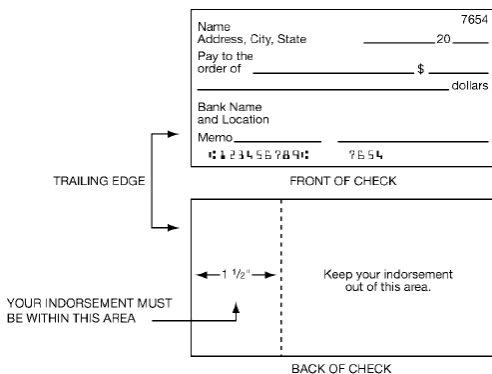 7654
Name
Address, City, State 20
Pay to the
order of $
dollars
Bank Name
and Location
Memo
⑆123456789⑆ 7654
TRAILING EDGE
FRONT OF CHECK
1 1/2"
Keep your indorsement
out of this area.
YOUR INDORSEMENT MUST
BE WITHIN THIS AREA
BACK OF CHECK